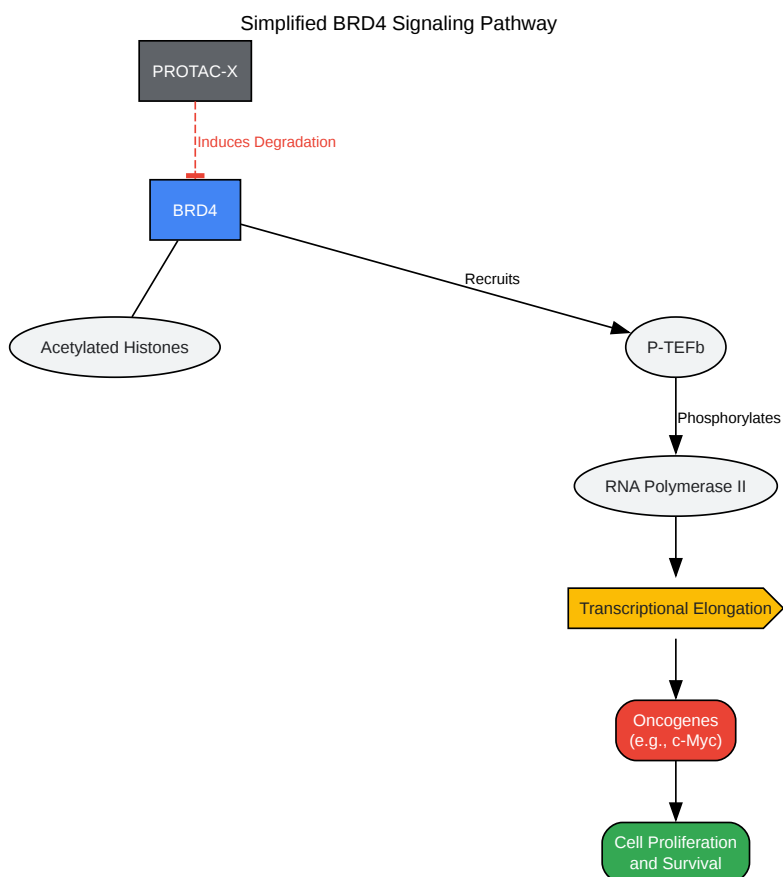 Simplified BRD4 Signaling Pathway
PROTAC-X
Induces Degradation
BRD4
Recruits
Acetylated Histones
P-TEFb
Phosphorylates
RNA Polymerase II
Transcriptional Elongation
Oncogenes
(e.g., c-Myc)
Cell Proliferation
and Survival